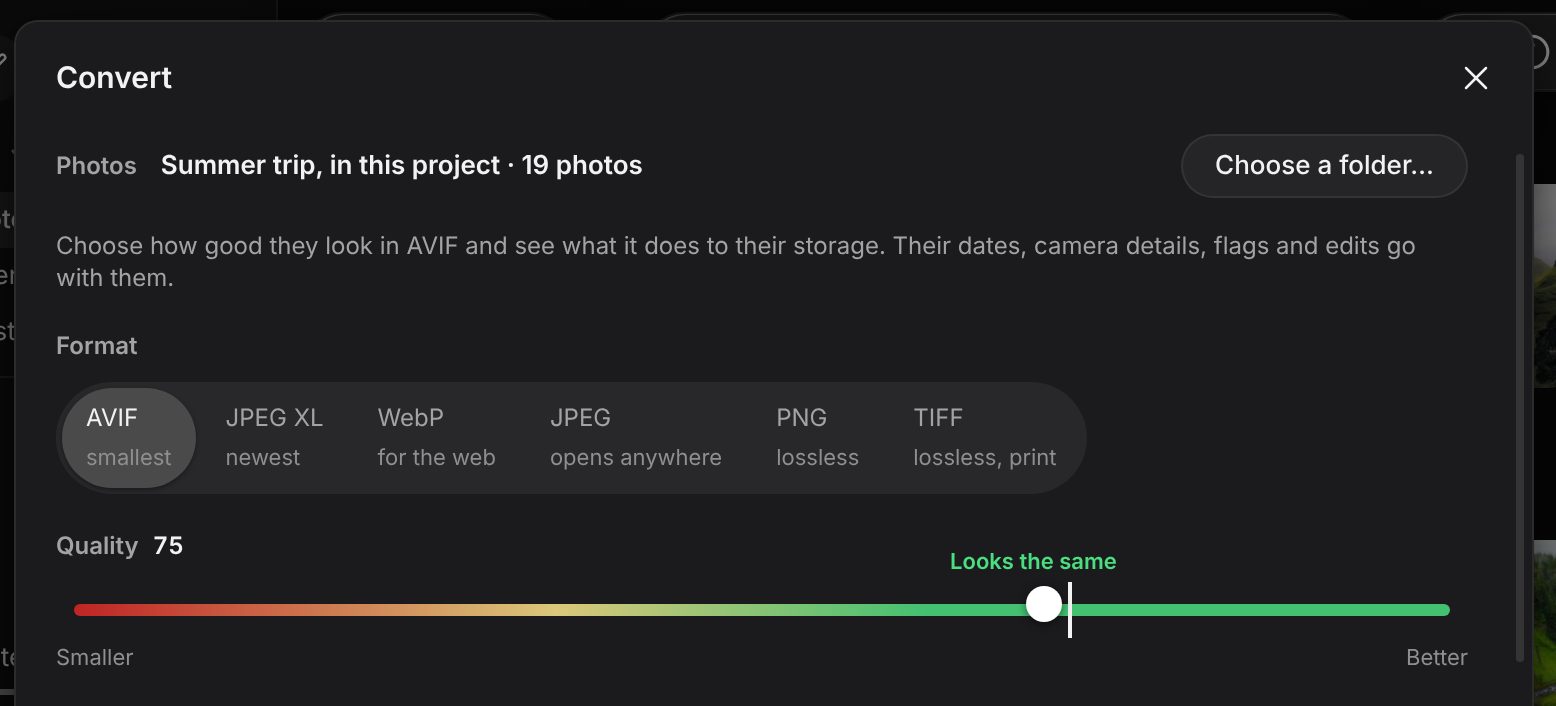 Convert
Photos Summer trip, in this project · 19 photos
Choose a folder...
Choose how good they look in AVIF and see what it does to their storage. Their dates, camera details, flags and edits go
with them.
Format
AVIF JPEG XL WebP JPEG PNG TIFF
smallest newest for the web opens anywhere lossless lossless, print
Quality 75
Looks the same
Smaller Better